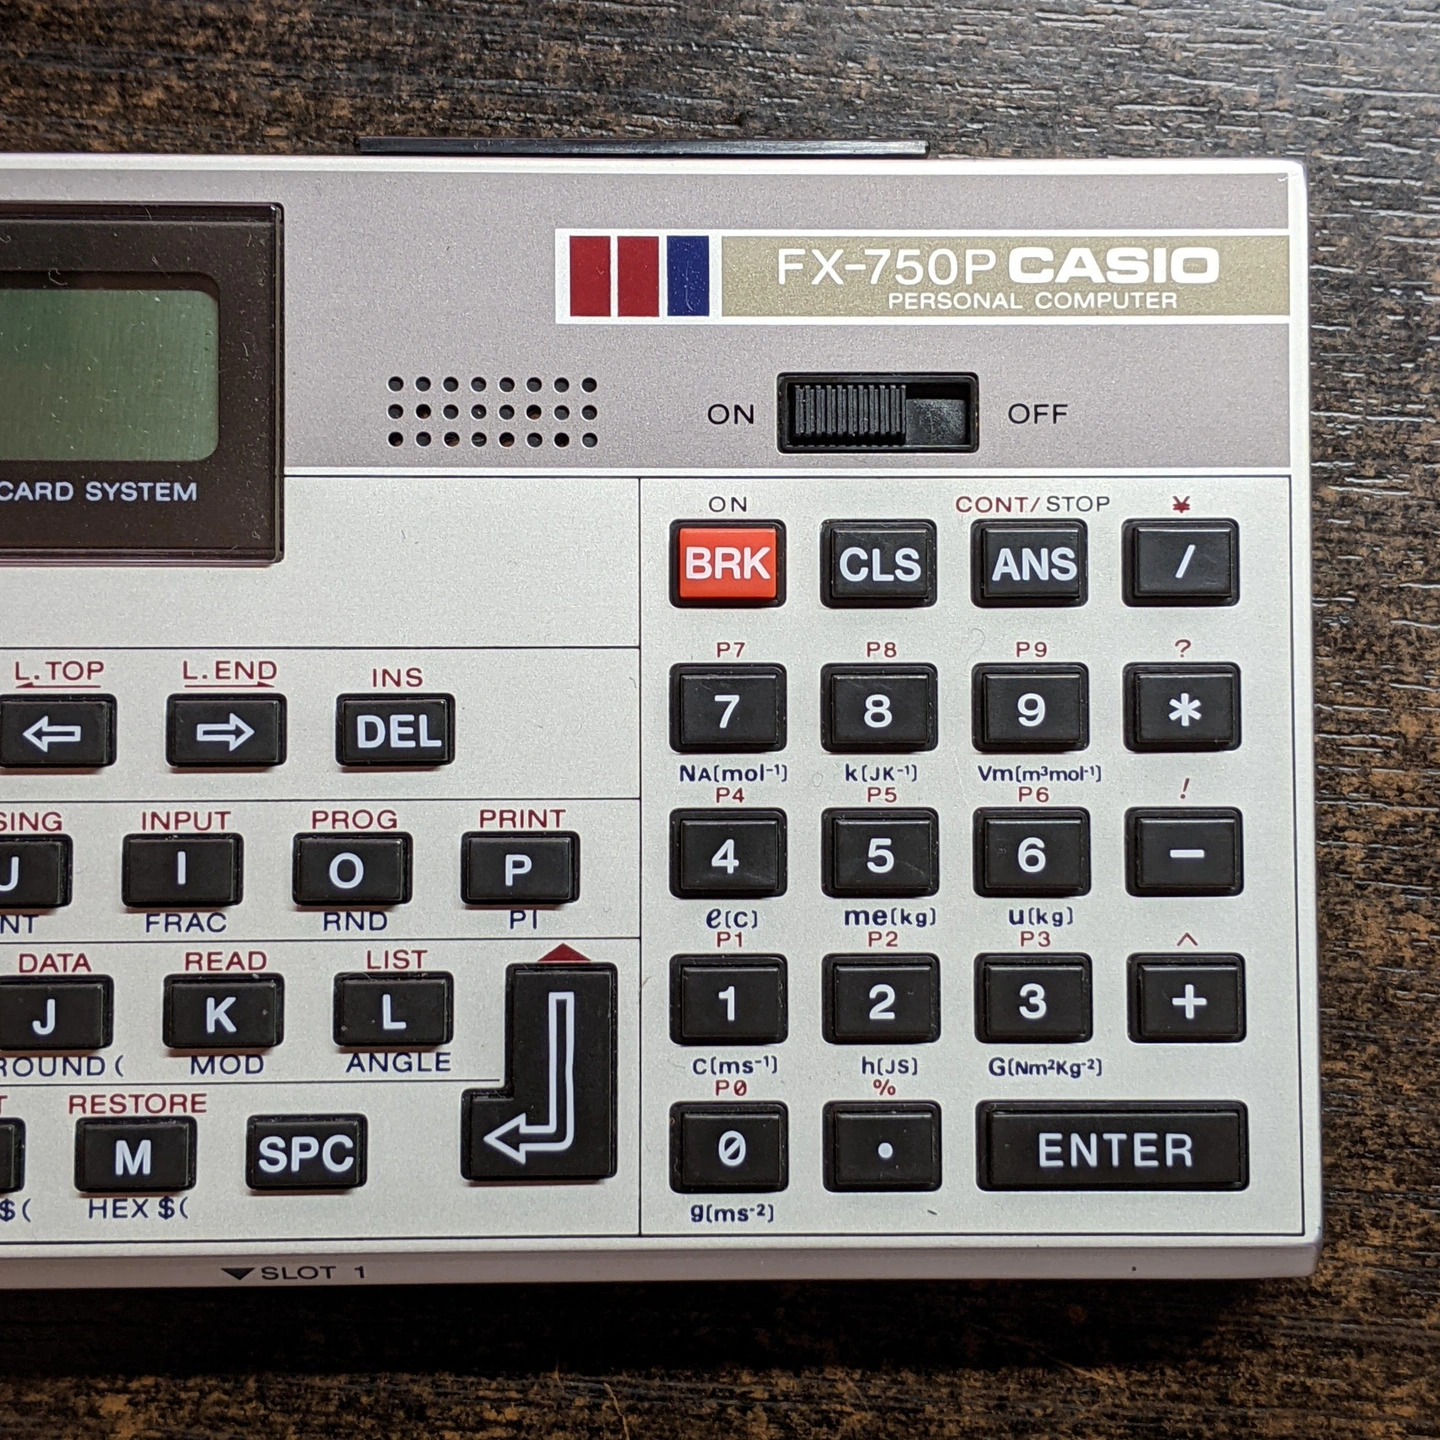 FX-750P CASIO
PERSONAL COMPUTER
ON OFF
CARD SYSTEM
ON CONT/STOP ¥
BRK CLS ANS /
P7 P8 P9 ?
7 8 9 *
NA(mol⁻¹) k(JK⁻¹) Vm(m³mol⁻¹)
P4 P5 P6 !
4 5 6 −
e(C) me(kg) u(kg)
P1 P2 P3 ^
1 2 3 +
C(ms⁻¹) h(JS) G(Nm²Kg⁻²)
P0 %
0 . ENTER
g(ms⁻²)
L.TOP L.END INS
⇦ ⇨ DEL
SING INPUT PROG PRINT
U I O P
NT FRAC RND PI
DATA READ LIST
J K L
ROUND( MOD ANGLE
T RESTORE
M SPC
$( HEX$(
▼SLOT 1